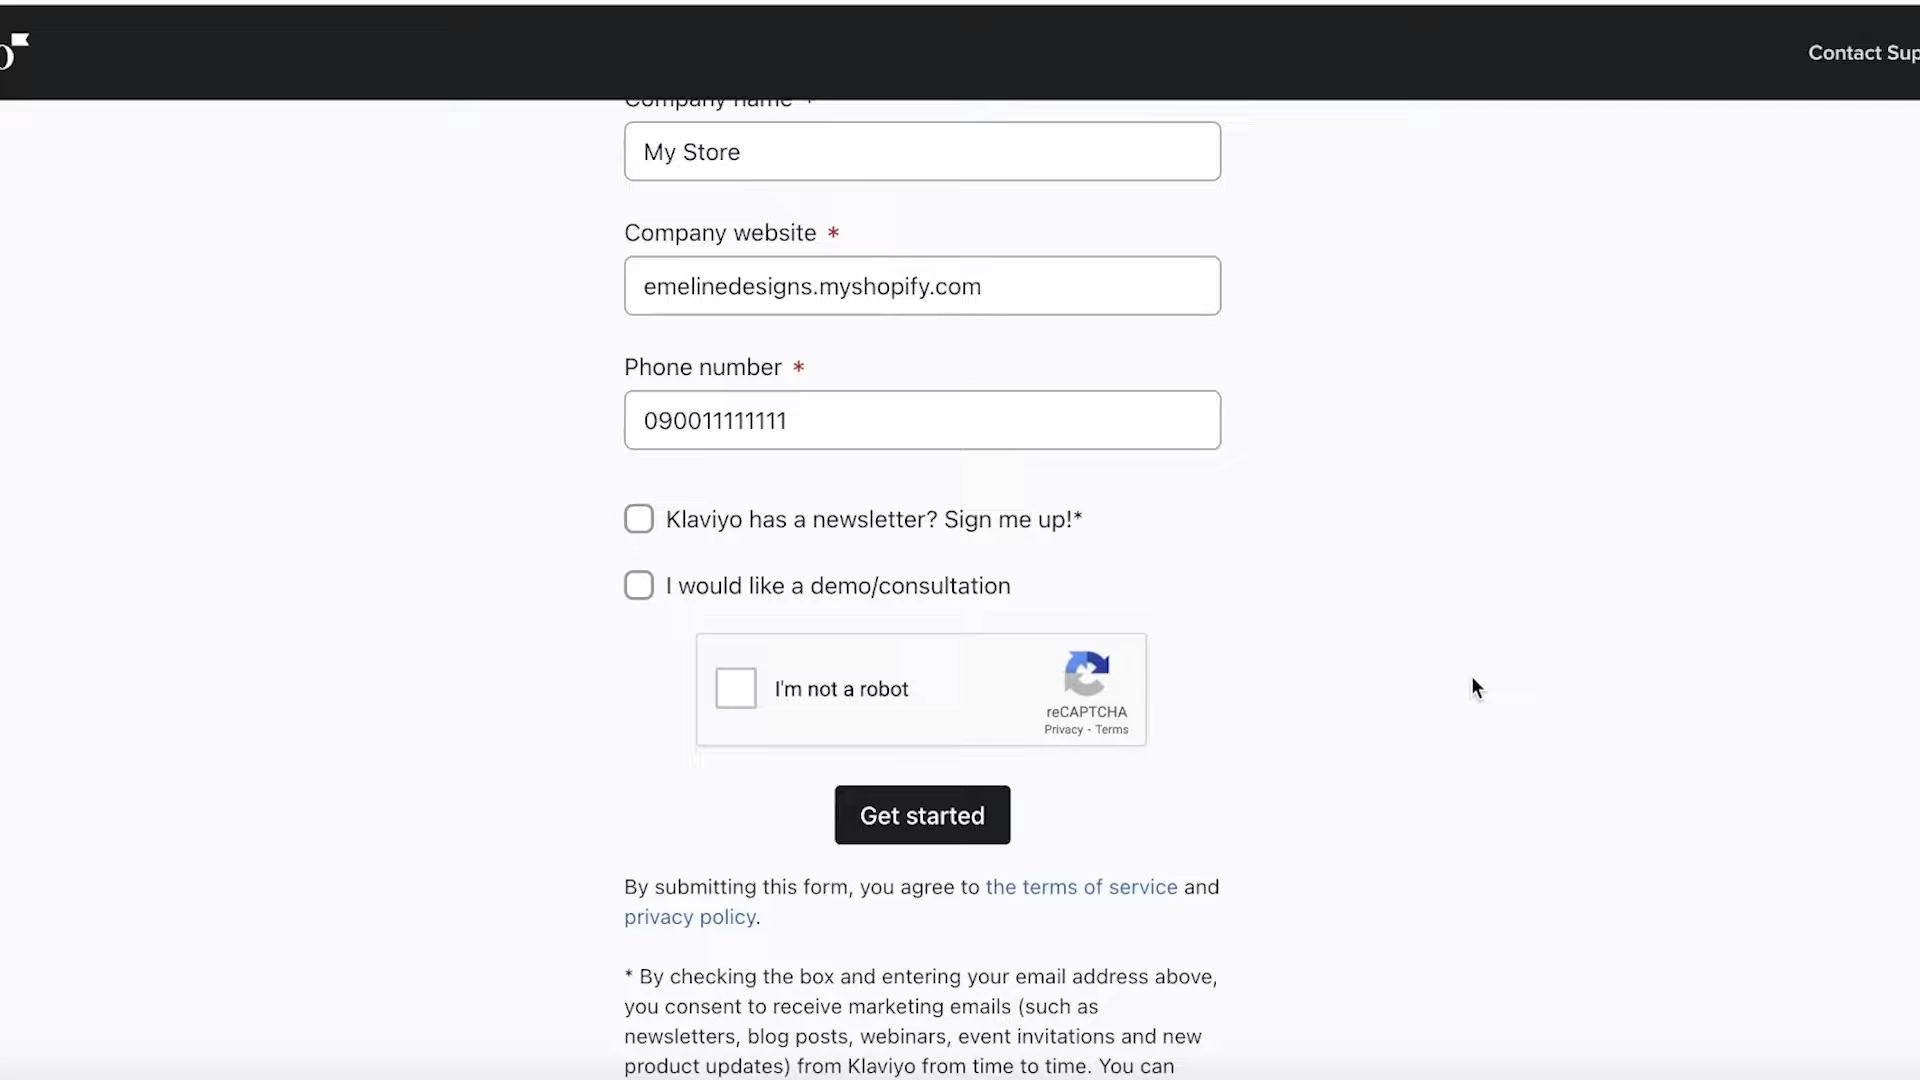 Contact Sup
Company name *
My Store
Company website *
emelinedesigns.myshopify.com
Phone number *
090011111111
Klaviyo has a newsletter? Sign me up!*
I would like a demo/consultation
I'm not a robot
reCAPTCHA
Privacy - Terms
Get started
By submitting this form, you agree to the terms of service and
privacy policy.
* By checking the box and entering your email address above,
you consent to receive marketing emails (such as
newsletters, blog posts, webinars, event invitations and new
product updates) from Klaviyo from time to time. You can